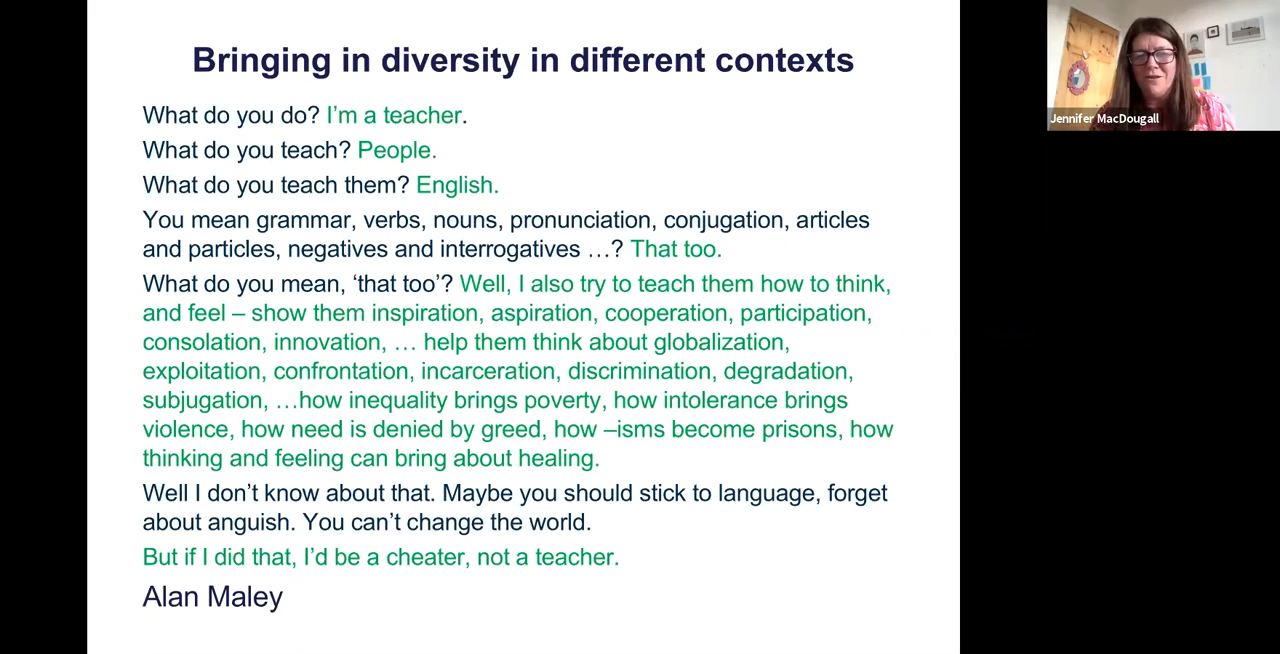 Bringing in diversity in different contexts
What do you do? I'm a teacher.
What do you teach? People.
What do you teach them? English.
You mean grammar, verbs, nouns, pronunciation, conjugation, articles
and particles, negatives and interrogatives …? That too.
What do you mean, 'that too'? Well, I also try to teach them how to think,
and feel – show them inspiration, aspiration, cooperation, participation,
consolation, innovation, … help them think about globalization,
exploitation, confrontation, incarceration, discrimination, degradation,
subjugation, …how inequality brings poverty, how intolerance brings
violence, how need is denied by greed, how –isms become prisons, how
thinking and feeling can bring about healing.
Well I don't know about that. Maybe you should stick to language, forget
about anguish. You can't change the world.
But if I did that, I'd be a cheater, not a teacher.
Alan Maley
Jennifer MacDougall